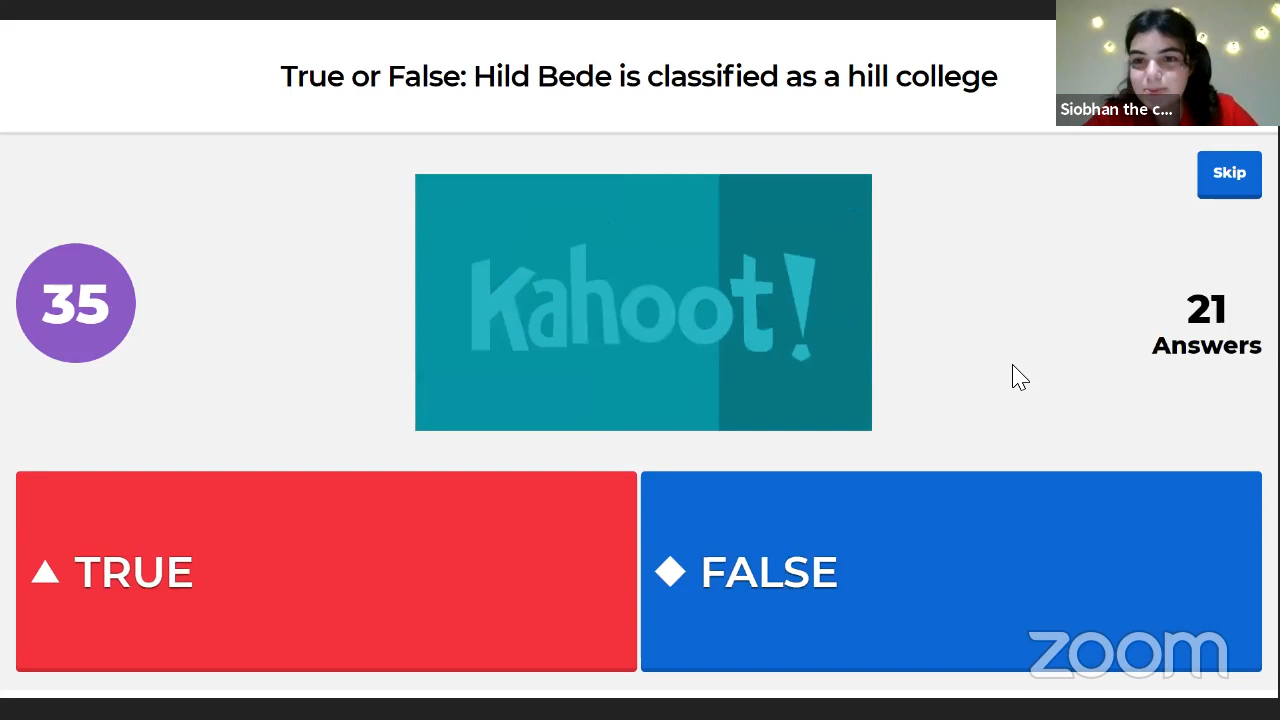 True or False: Hild Bede is classified as a hill college
Siobhan the c...
Skip
35
Kahoot!
21
Answers
TRUE
FALSE
zoom